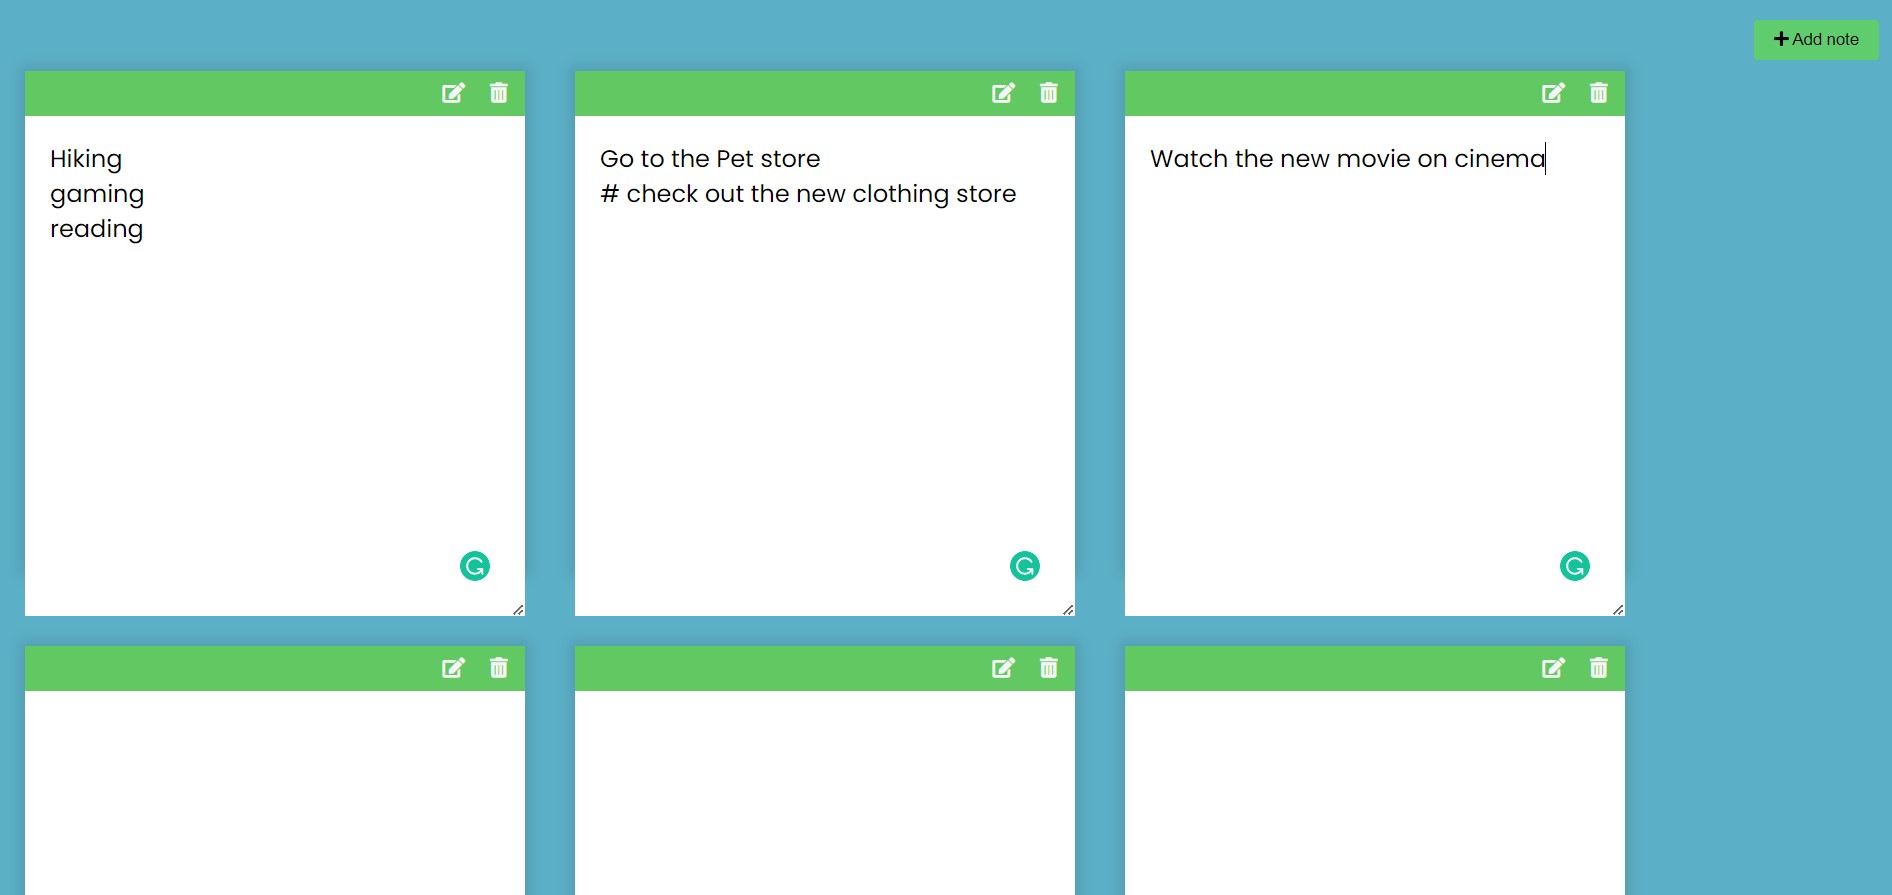 Add note
Hiking
gaming
reading
Go to the Pet store
# check out the new clothing store
Watch the new movie on cinema